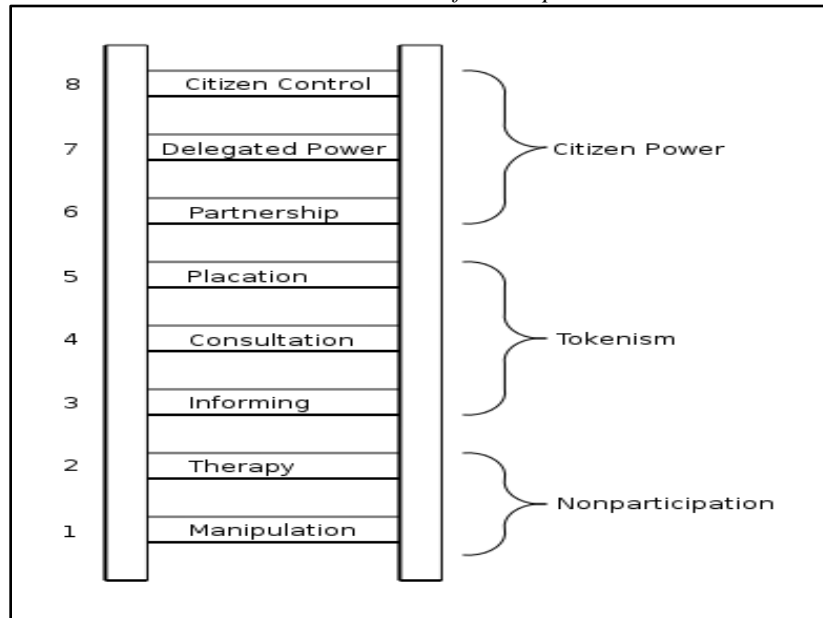 8 Citizen Control
7 Delegated Power
Citizen Power
6 Partnership
5 Placation
4 Consultation
Tokenism
3 Informing
2 Therapy
Nonparticipation
1 Manipulation